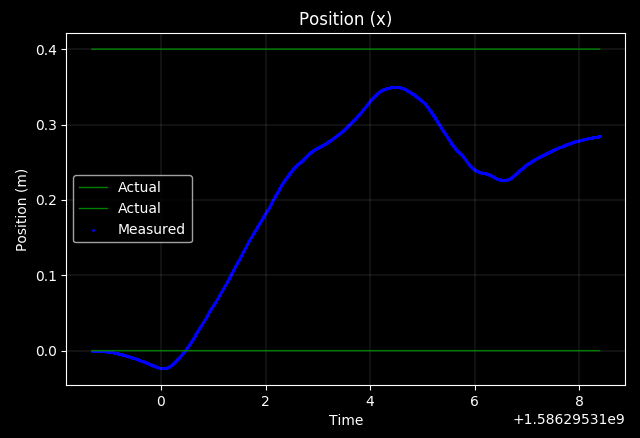 Position (x)
0.4
0.3
0.2
0.1
0.0
Position (m)
Actual
Actual
Measured
0 2 4 6 8
Time
+1.58629531e9